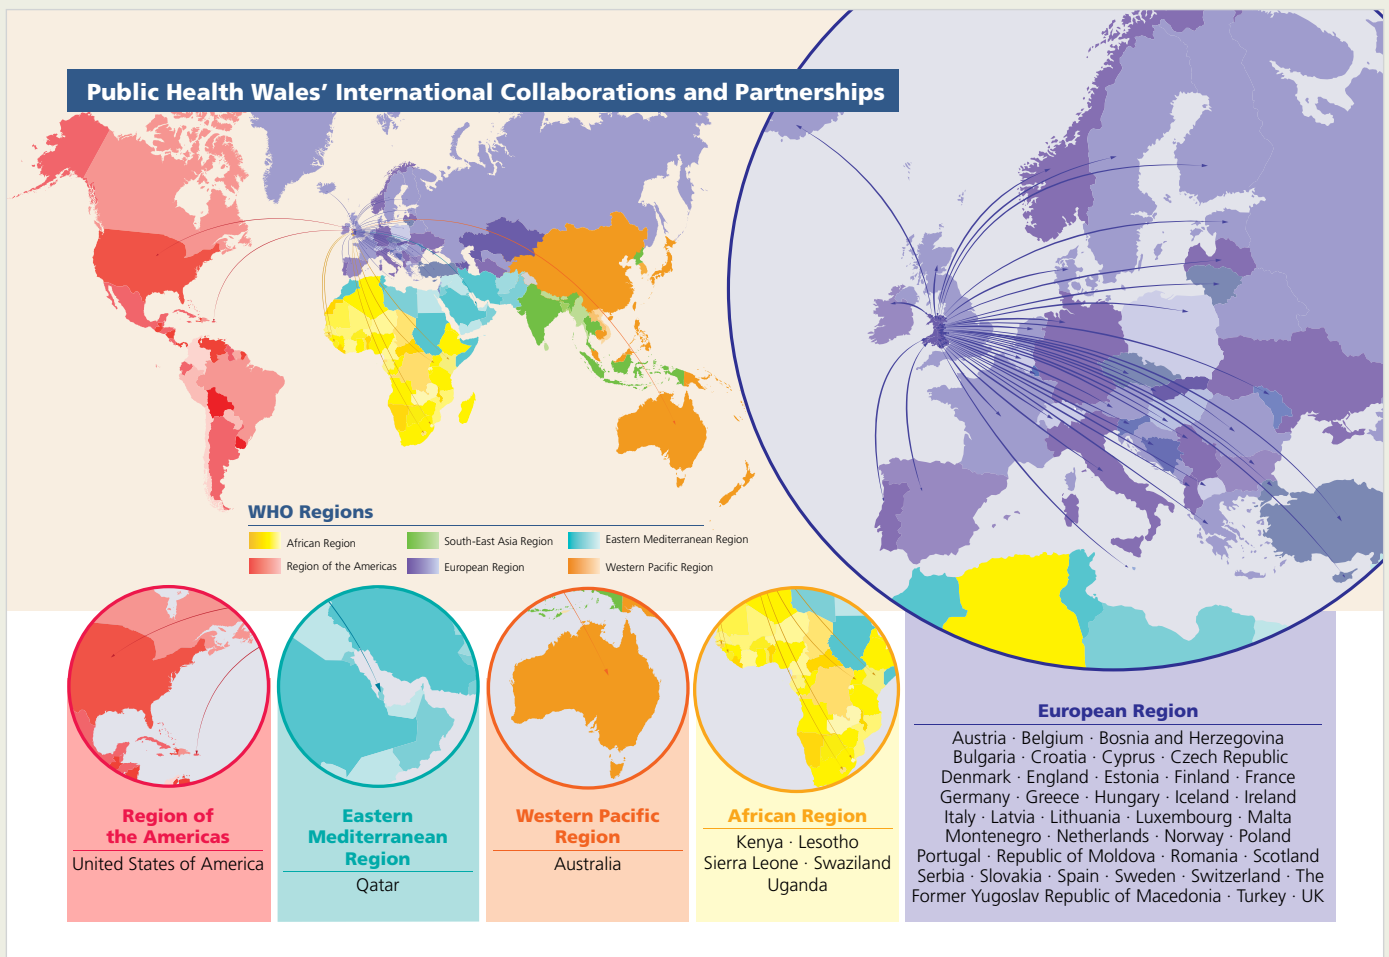 Public Health Wales’ International Collaborations and Partnerships
WHO Regions
African Region
South-East Asia Region
Eastern Mediterranean Region
Region of the Americas
European Region
Western Pacific Region
Region of
the Americas
United States of America
Eastern
Mediterranean
Region
Qatar
Western Pacific
Region
Australia
African Region
Kenya · Lesotho
Sierra Leone · Swaziland
Uganda
European Region
Austria · Belgium · Bosnia and Herzegovina
Bulgaria · Croatia · Cyprus · Czech Republic
Denmark · England · Estonia · Finland · France
Germany · Greece · Hungary · Iceland · Ireland
Italy · Latvia · Lithuania · Luxembourg · Malta
Montenegro · Netherlands · Norway · Poland
Portugal · Republic of Moldova · Romania · Scotland
Serbia · Slovakia · Spain · Sweden · Switzerland · The
Former Yugoslav Republic of Macedonia · Turkey · UK